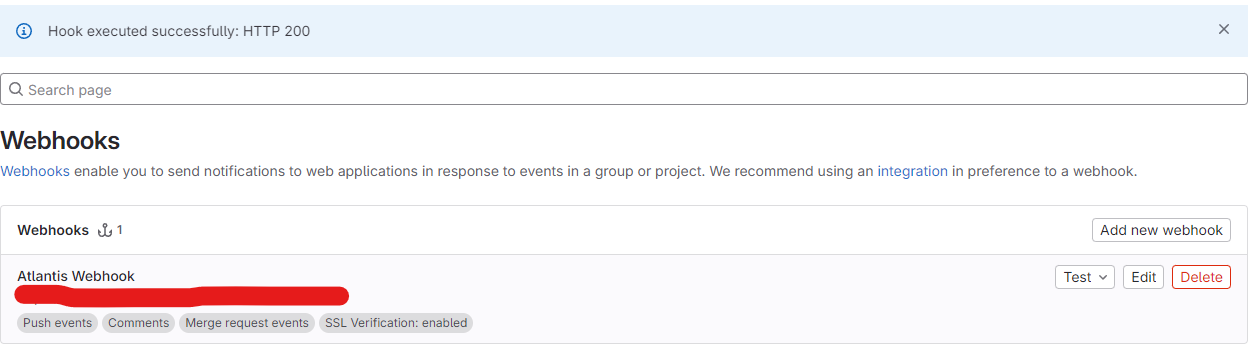 Hook executed successfully: HTTP 200
Search page
Webhooks
Webhooks enable you to send notifications to web applications in response to events in a group or project. We recommend using an integration in preference to a webhook.
Webhooks 1 Add new webhook
Atlantis Webhook Test Edit Delete
Push events Comments Merge request events SSL Verification: enabled